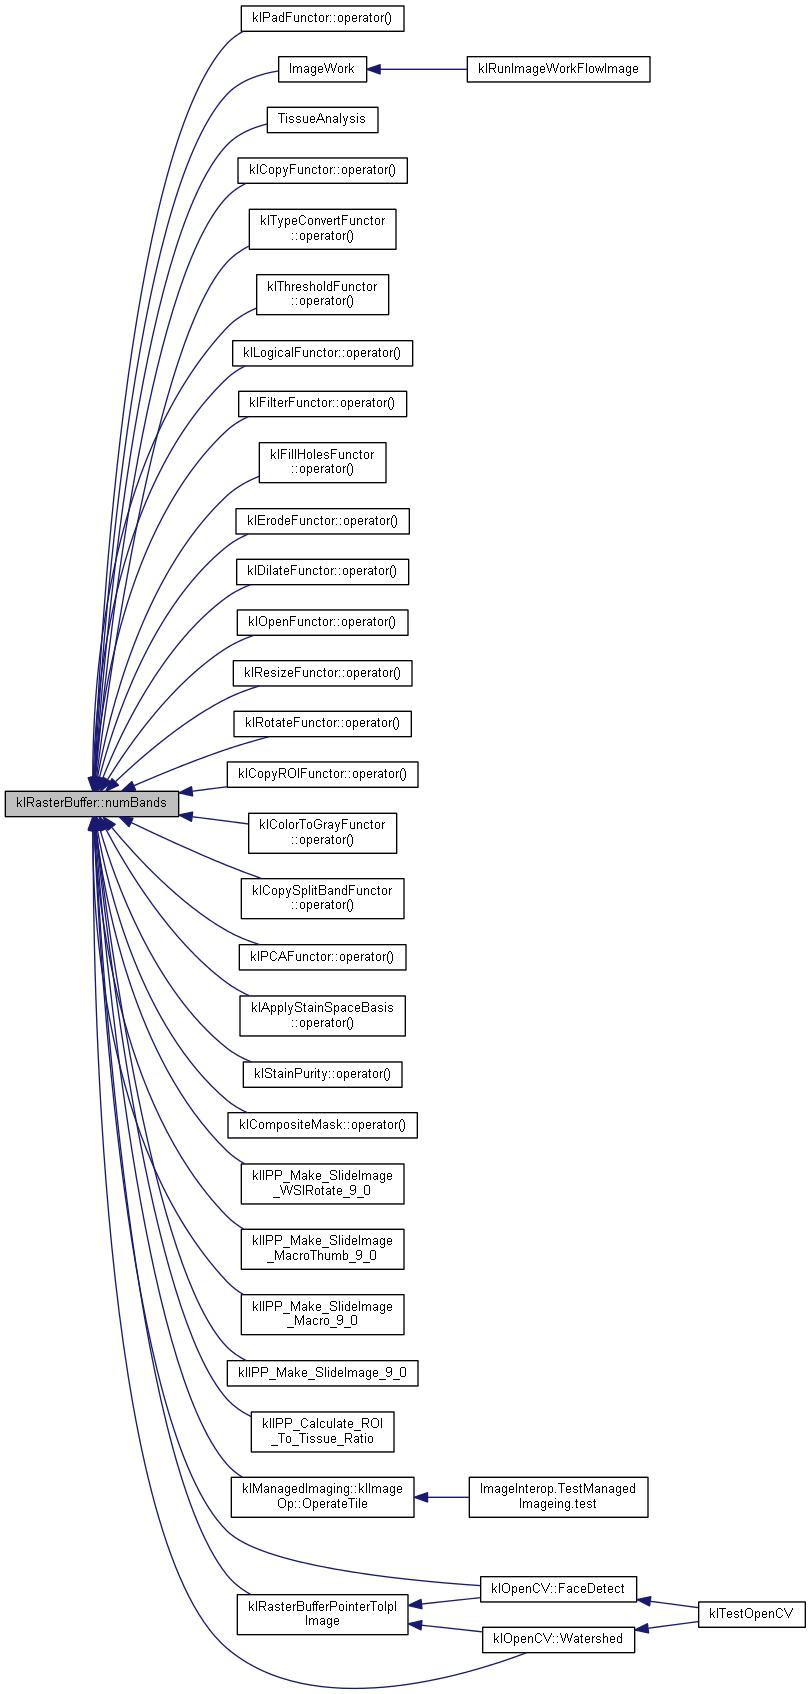 klPadFunctor::operator()
ImageWork
klRunImageWorkFlowImage
TissueAnalysis
klCopyFunctor::operator()
klTypeConvertFunctor
::operator()
klThresholdFunctor
::operator()
klLogicalFunctor::operator()
klFilterFunctor::operator()
klFillHolesFunctor
::operator()
klErodeFunctor::operator()
klDilateFunctor::operator()
klOpenFunctor::operator()
klResizeFunctor::operator()
klRotateFunctor::operator()
klCopyROIFunctor::operator()
klRasterBuffer::numBands
klColorToGrayFunctor
::operator()
klCopySplitBandFunctor
::operator()
klPCAFunctor::operator()
klApplyStainSpaceBasis
::operator()
klStainPurity::operator()
klCompositeMask::operator()
klIPP_Make_SlideImage
_WSIRotate_9_0
klIPP_Make_SlideImage
_MacroThumb_9_0
klIPP_Make_SlideImage
_Macro_9_0
klIPP_Make_SlideImage_9_0
klIPP_Calculate_ROI
_To_Tissue_Ratio
klManagedImaging::klImage
Op::OperateTile
ImageInterop.TestManaged
Imageing.test
klOpenCV::FaceDetect
klRasterBufferPointerToIpl
Image
klTestOpenCV
klOpenCV::Watershed